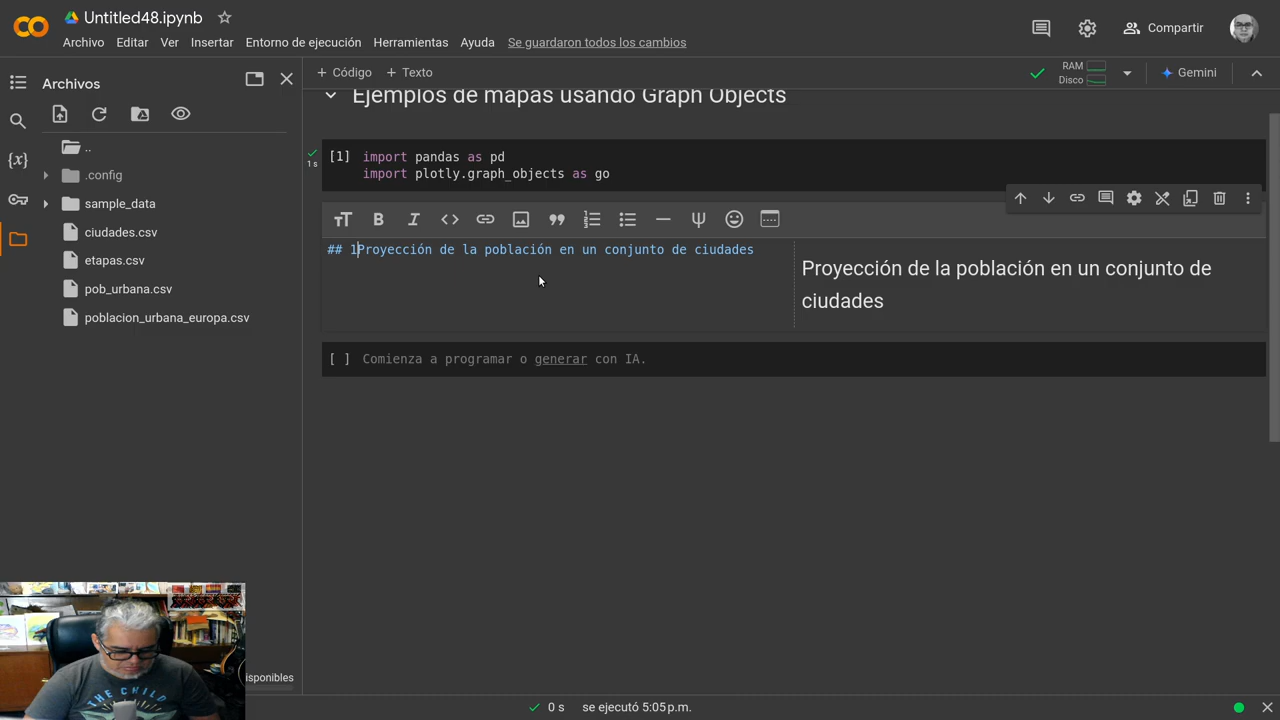 Untitled48.ipynb
Archivo Editar Ver Insertar Entorno de ejecución Herramientas Ayuda Se guardaron todos los cambios
Compartir
Archivos
+ Código + Texto
RAM
Disco
Gemini
Ejemplos de mapas usando Graph Objects
..
.config
sample_data
ciudades.csv
etapas.csv
pob_urbana.csv
poblacion_urbana_europa.csv
1 s
[1] import pandas as pd
import plotly.graph_objects as go
## 1Proyección de la población en un conjunto de ciudades
Proyección de la población en un conjunto de
ciudades
[ ] Comienza a programar o generar con IA.
THE CHILD
isponibles
0 s se ejecutó 5:05 p.m.